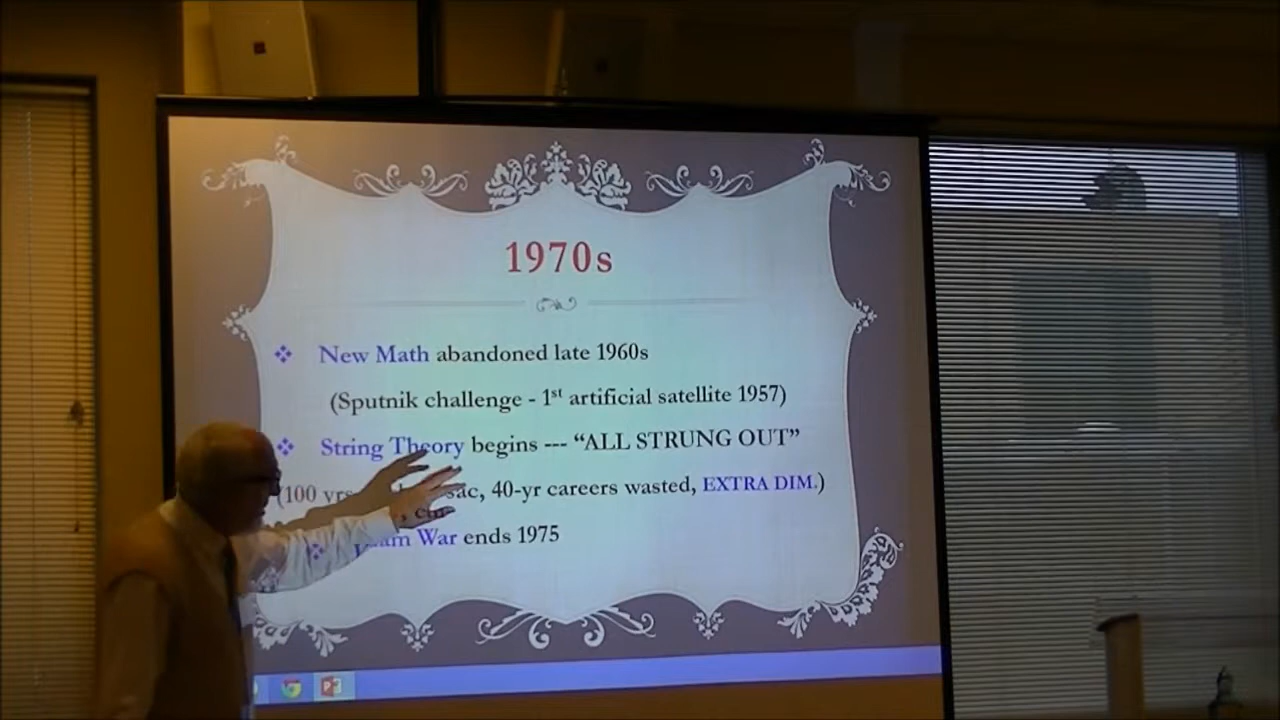 1970s
New Math abandoned late 1960s
(Sputnik challenge - 1st artificial satellite 1957)
String Theory begins --- “ALL STRUNG OUT”
(100 yrs sac, 40-yr careers wasted, EXTRA DIM.)
War ends 1975